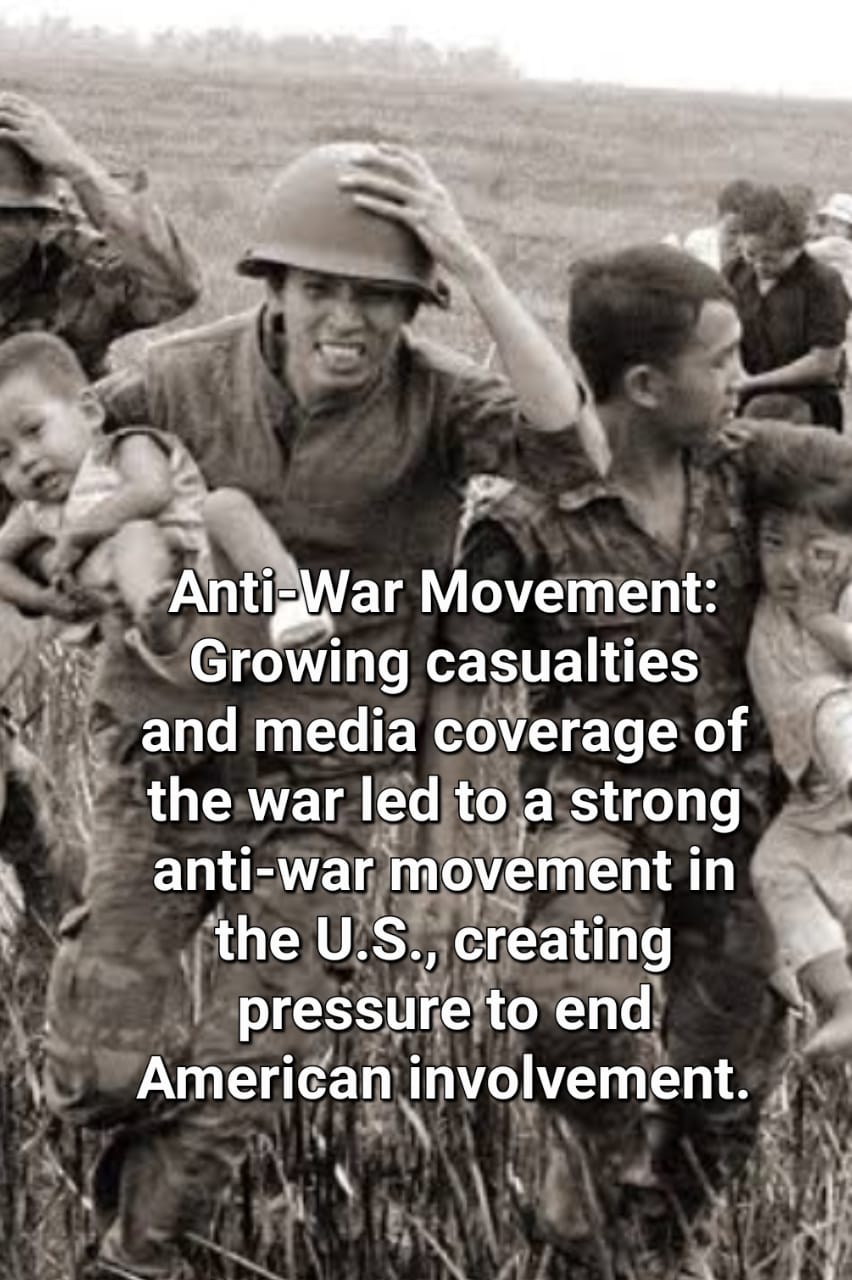 Anti-War Movement:
Growing casualties
and media coverage of
the war led to a strong
anti-war movement in
the U.S., creating
pressure to end
American involvement.